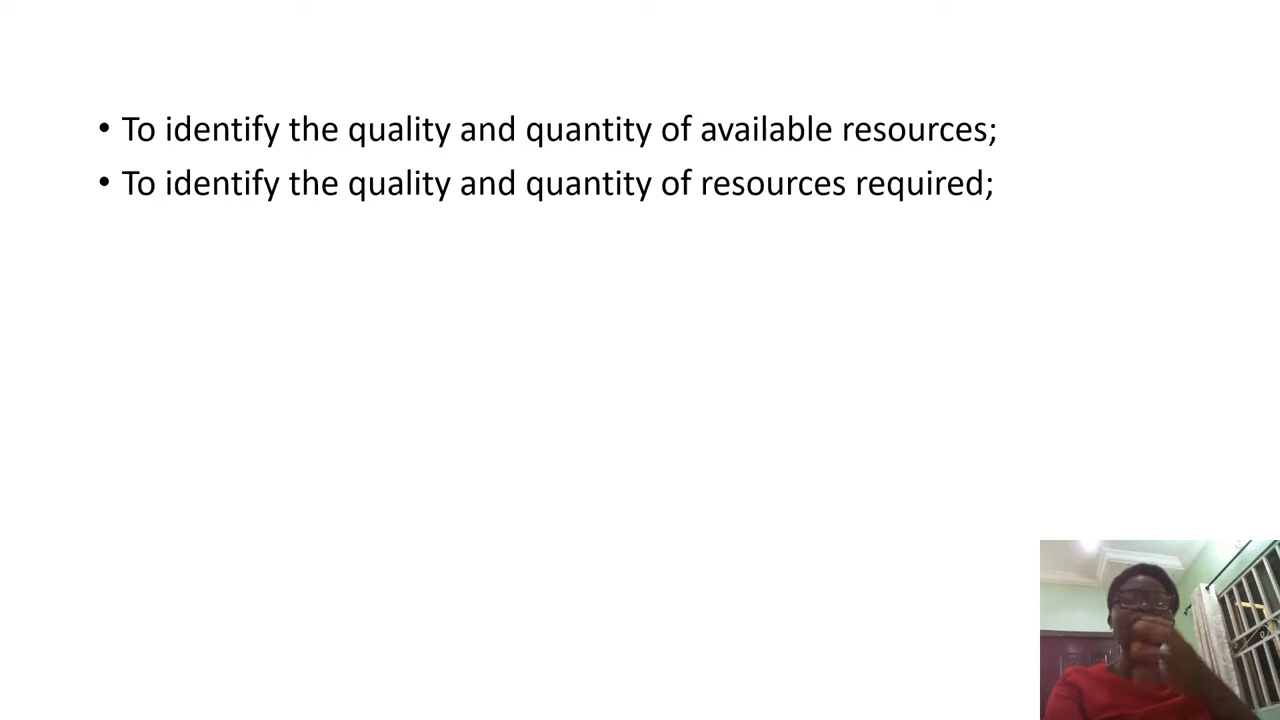 • To identify the quality and quantity of available resources;
• To identify the quality and quantity of resources required;